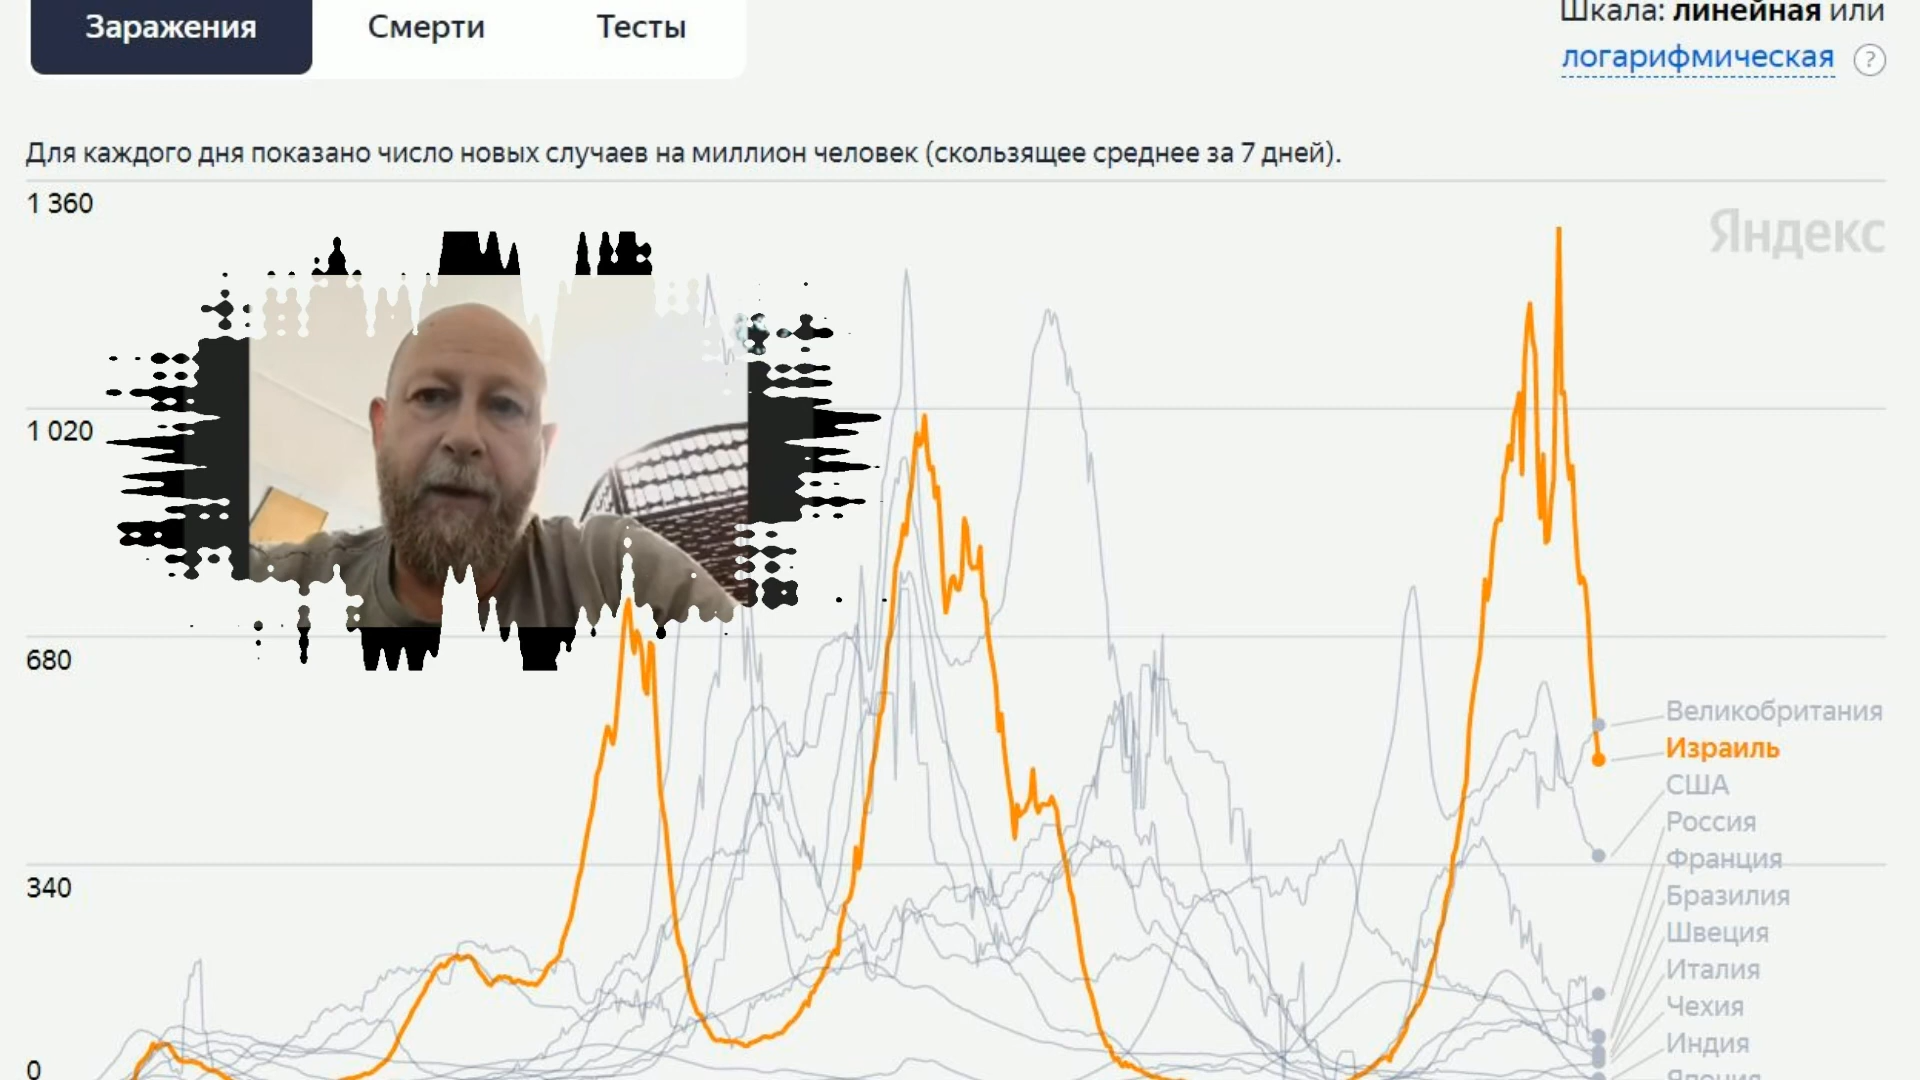 Заражения Смерти Тесты
Шкала: линейная или
логарифмическая ?
Для каждого дня показано число новых случаев на миллион человек (скользящее среднее за 7 дней).
1 360
Яндекс
1 020
680
Великобритания
Израиль
США
Россия
Франция
340
Бразилия
Швеция
Италия
Чехия
Индия
0
Япония